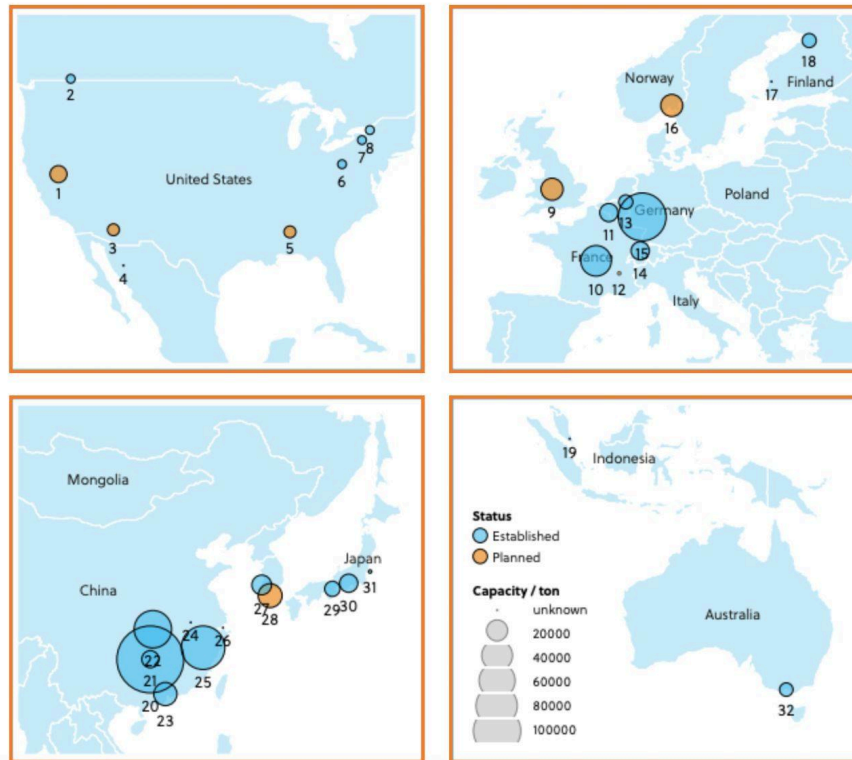 2
8
7
6
United States
1
3
5
4
18
Norway
Finland
17
16
9
Poland
Germany
13
11
15
France
14
10
12
Italy
Mongolia
Japan
31
China
27
29
30
28
24
26
22
21
25
20
23
19
Indonesia
Status
Established
Planned
Capacity / ton
unknown
20000
40000
60000
80000
100000
Australia
32